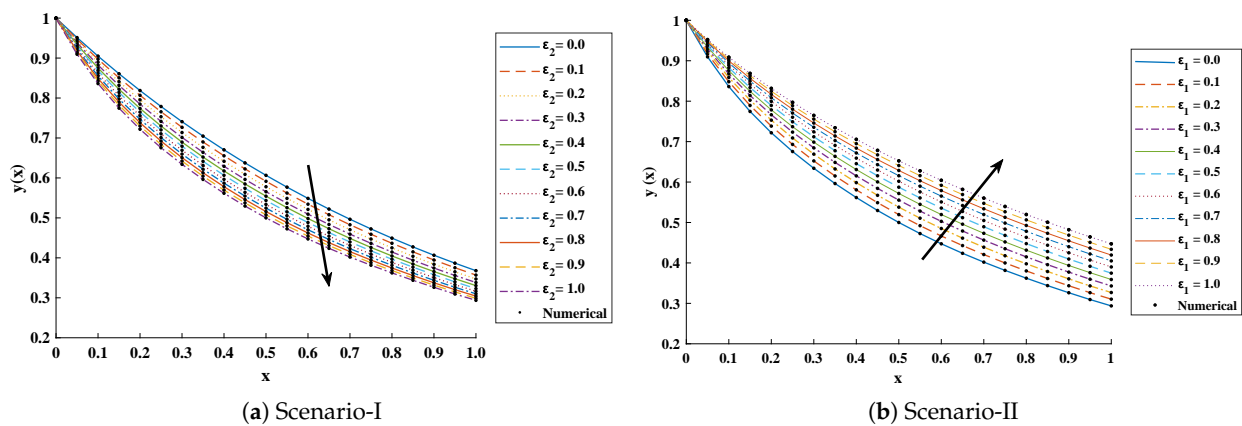 1
0.9
0.8
0.7
0.6
0.5
0.4
0.3
0.2
y(x)
0 0.1 0.2 0.3 0.4 0.5 0.6 0.7 0.8 0.9 1.0
x
ε2= 0.0
ε2= 0.1
ε2= 0.2
ε2= 0.3
ε2= 0.4
ε2= 0.5
ε2= 0.6
ε2= 0.7
ε2= 0.8
ε2= 0.9
ε2= 1.0
Numerical
(a) Scenario-I
1
0.9
0.8
0.7
0.6
0.5
0.4
0.3
0.2
y (x)
0 0.1 0.2 0.3 0.4 0.5 0.6 0.7 0.8 0.9 1
x
ε1 = 0.0
ε1 = 0.1
ε1 = 0.2
ε1 = 0.3
ε1 = 0.4
ε1 = 0.5
ε1 = 0.6
ε1 = 0.7
ε1 = 0.8
ε1 = 0.9
ε1 = 1.0
Numerical
(b) Scenario-II